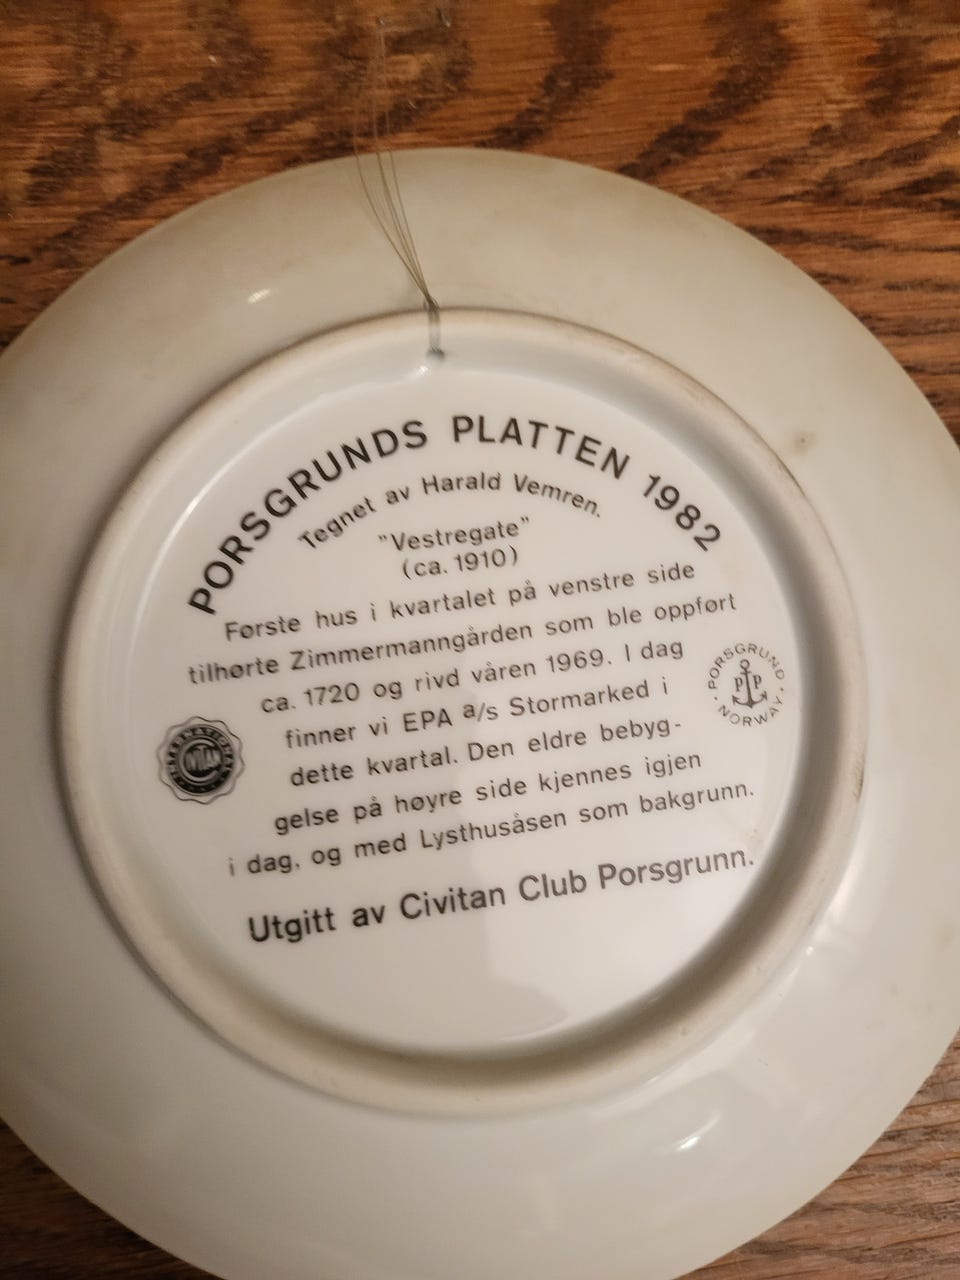 PORSGRUNDS PLATTEN 1982
Tegnet av Harald Vemren.
"Vestregate"
(ca. 1910)
Første hus i kvartalet på venstre side
tilhørte Zimmermanngården som ble oppført
ca. 1720 og rivd våren 1969. I dag
finner vi EPA a/s Stormarked i
dette kvartal. Den eldre bebyg-
gelse på høyre side kjennes igjen
i dag, og med Lysthusåsen som bakgrunn.
Utgitt av Civitan Club Porsgrunn.
PORSGRUND
PP
NORWAY
INTERNATIONAL
CIVITAN